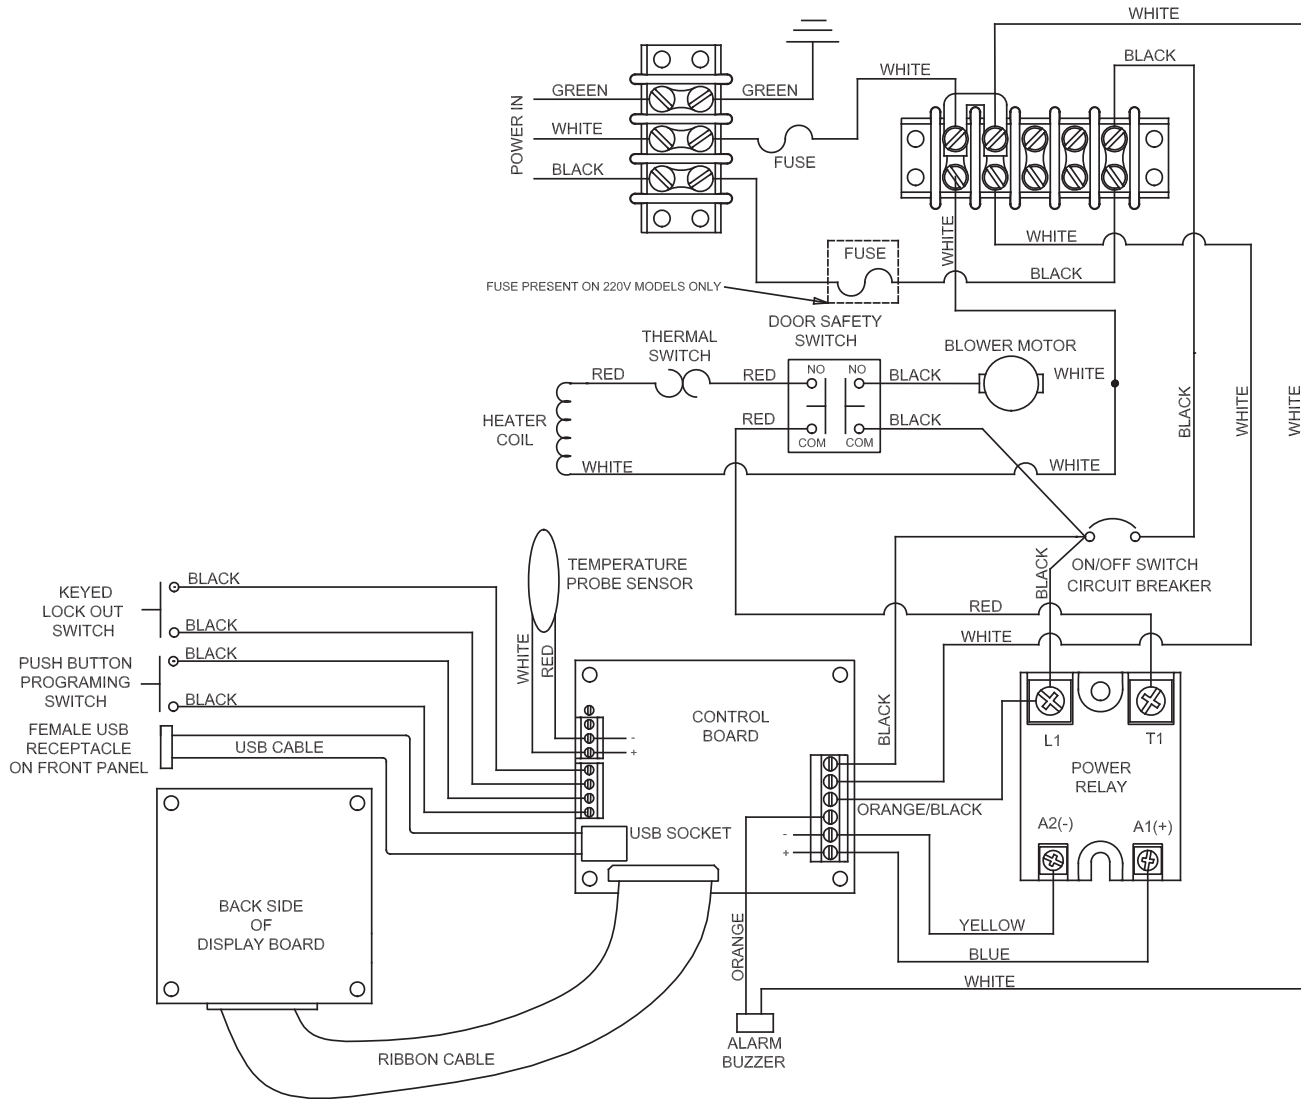 WHITE
BLACK
WHITE
GREEN
GREEN
POWER IN
WHITE
FUSE
BLACK
WHITE
WHITE
FUSE
BLACK
FUSE PRESENT ON 220V MODELS ONLY
DOOR SAFETY
SWITCH
THERMAL
SWITCH
BLOWER MOTOR
RED
RED
NO
NO
BLACK
WHITE
HEATER
COIL
RED
BLACK
COM
COM
BLACK
WHITE
WHITE
WHITE
WHITE
TEMPERATURE
PROBE SENSOR
ON/OFF SWITCH
CIRCUIT BREAKER
BLACK
KEYED
LOCK OUT
SWITCH
BLACK
BLACK
RED
WHITE
WHITE
RED
PUSH BUTTON
PROGRAMING
SWITCH
BLACK
BLACK
FEMALE USB
RECEPTACLE
ON FRONT PANEL
USB CABLE
CONTROL
BOARD
BLACK
-
+
L1
T1
POWER
RELAY
ORANGE/BLACK
USB SOCKET
-
+
A2(-)
A1(+)
BACK SIDE
OF
DISPLAY BOARD
ORANGE
YELLOW
BLUE
WHITE
ALARM
BUZZER
RIBBON CABLE